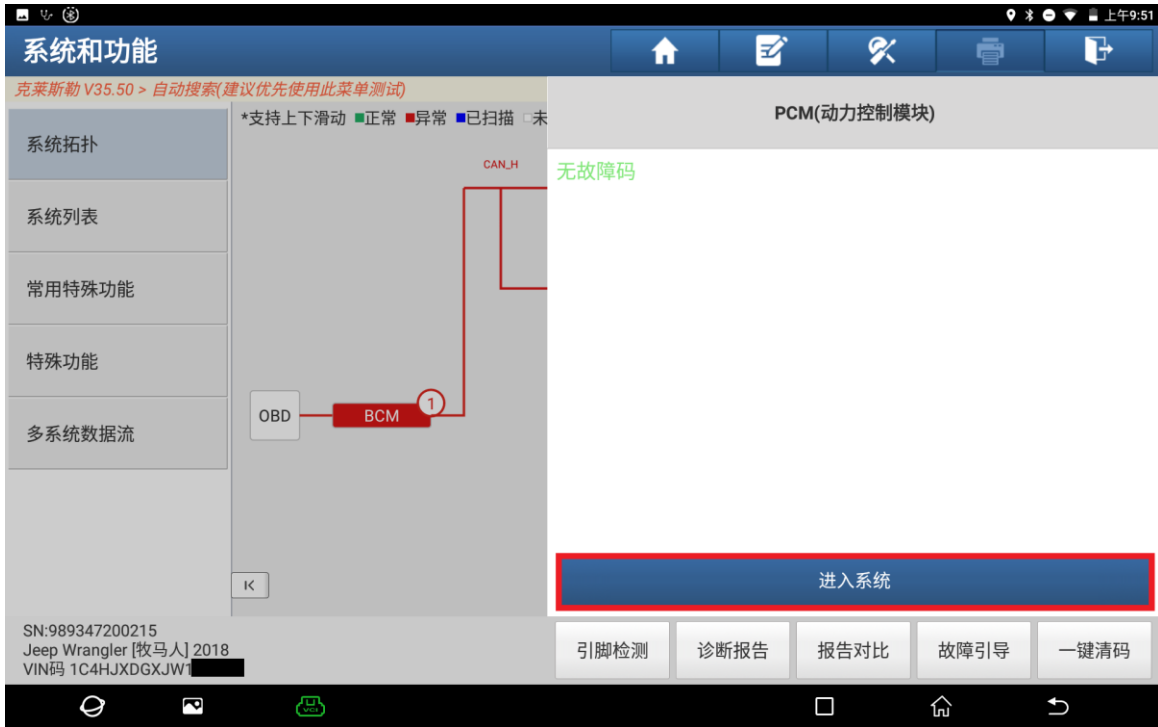 上午9:51
系统和功能
克莱斯勒 V35.50 > 自动搜索(建议优先使用此菜单测试)
系统拓扑
系统列表
常用特殊功能
特殊功能
多系统数据流
*支持上下滑动 正常 异常 已扫描 未
CAN_H
OBD
BCM
1
PCM(动力控制模块)
无故障码
进入系统
SN:989347200215
Jeep Wrangler [牧马人] 2018
VIN码 1C4HJXDGXJW1
引脚检测 诊断报告 报告对比 故障引导 一键清码
VCI